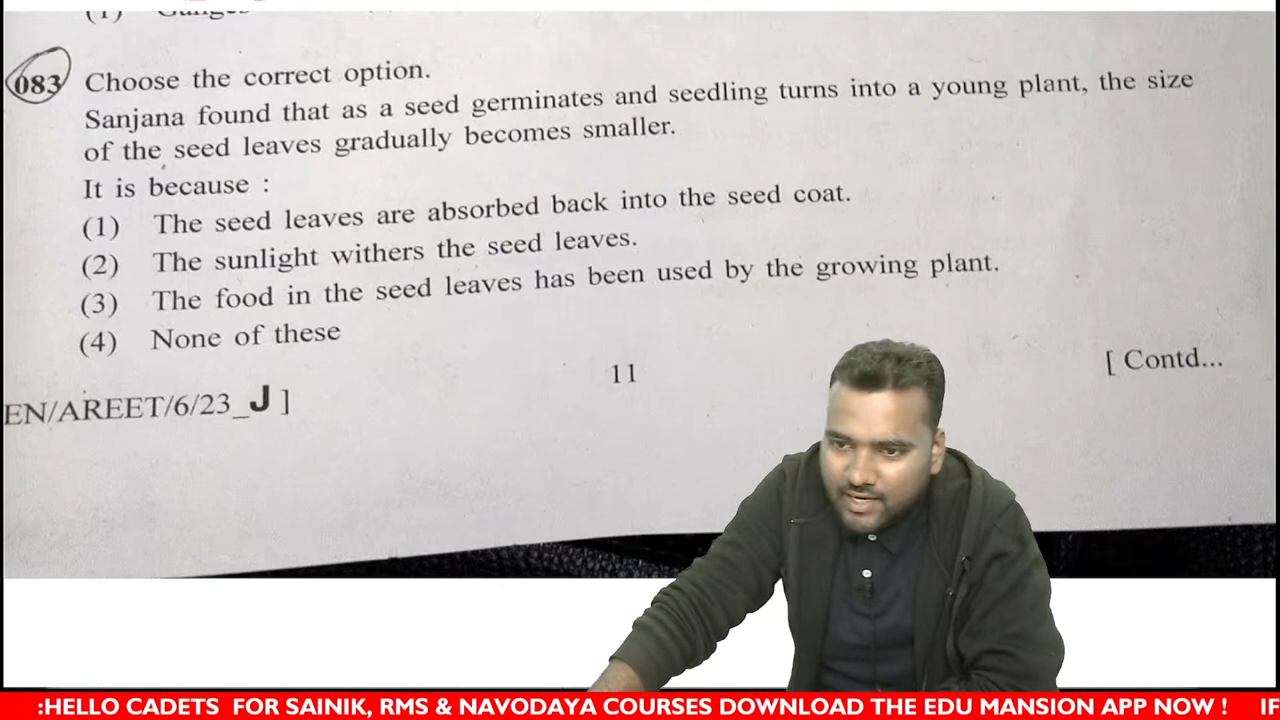 083 Choose the correct option.
Sanjana found that as a seed germinates and seedling turns into a young plant, the size
of the seed leaves gradually becomes smaller.
It is because :
(1) The seed leaves are absorbed back into the seed coat.
(2) The sunlight withers the seed leaves.
(3) The food in the seed leaves has been used by the growing plant.
(4) None of these
11
[ Contd...
EN/AREET/6/23_J ]
:HELLO CADETS FOR SAINIK, RMS & NAVODAYA COURSES DOWNLOAD THE EDU MANSION APP NOW ! IF